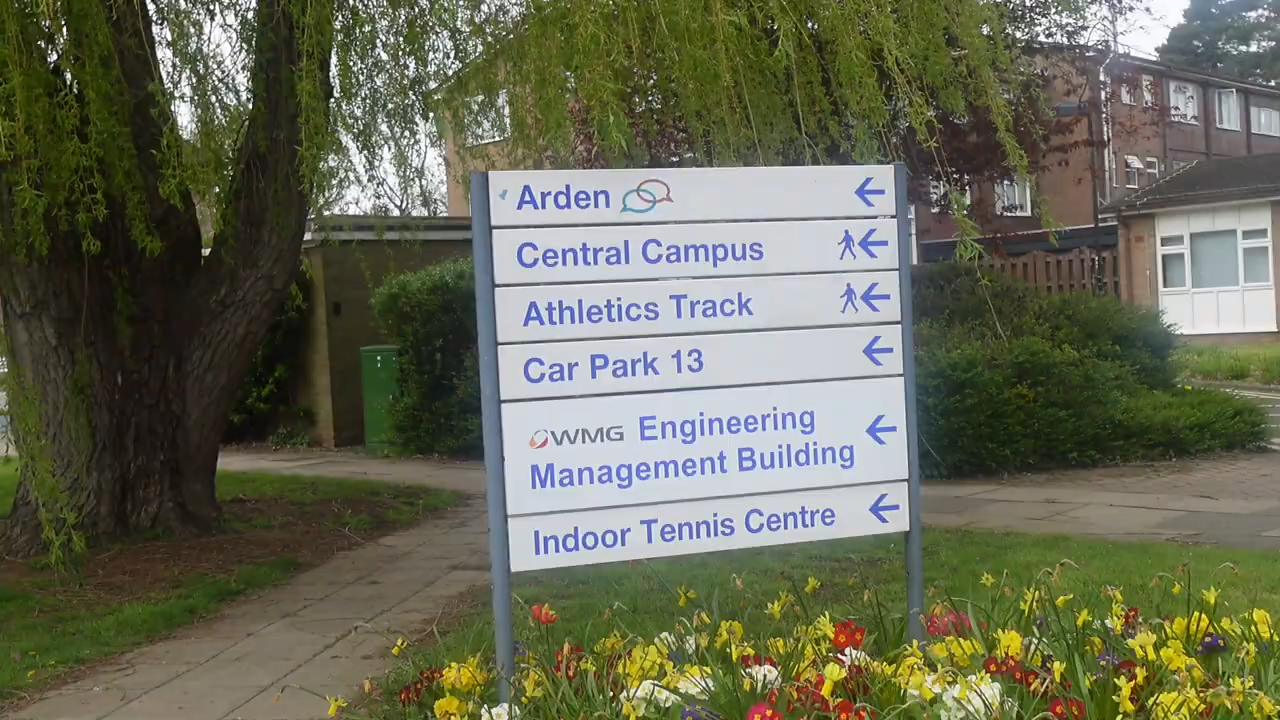 Arden
Central Campus
Athletics Track
Car Park 13
WMG Engineering
Management Building
Indoor Tennis Centre